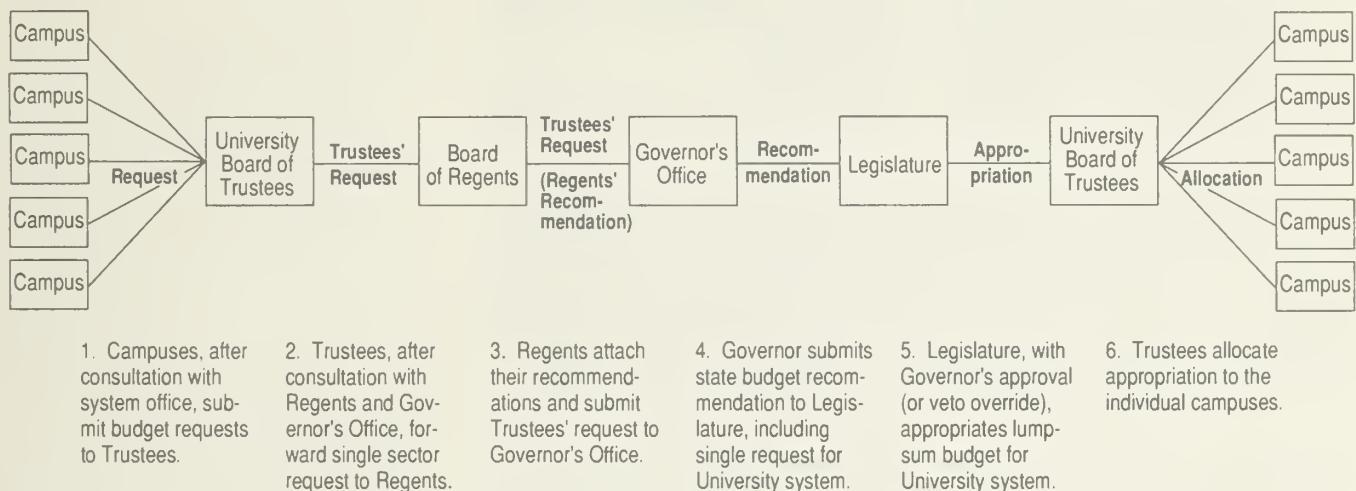 Campus
Campus
Campus
Campus
Campus
Request
University
Board of
Trustees
Trustees'
Request
Board
of Regents
Trustees'
Request
(Regents'
Recom-
mendation)
Governor's
Office
Recom-
mendation
Legislature
Appro-
priation
University
Board of
Trustees
Allocation
Campus
Campus
Campus
Campus
Campus
1. Campuses, after
consultation with
system office, sub-
mit budget requests
to Trustees.
2. Trustees, after
consultation with
Regents and Gov-
ernor's Office, for-
ward single sector
request to Regents.
3. Regents attach
their recommend-
ations and submit
Trustees' request to
Governor's Office.
4. Governor submits
state budget recom-
mendation to Legis-
lature, including
single request for
University system.
5. Legislature, with
Governor's approval
(or veto override),
appropriates lump-
sum budget for
University system.
6. Trustees allocate
appropriation to the
individual campuses.